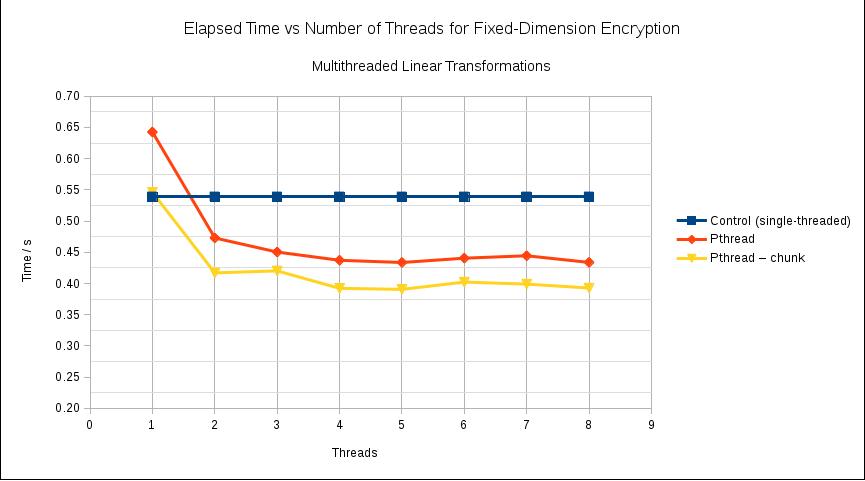 Elapsed Time vs Number of Threads for Fixed-Dimension Encryption
Multithreaded Linear Transformations
0.70
0.65
0.60
0.55
0.50
0.45
0.40
0.35
0.30
0.25
0.20
Time / s
0 1 2 3 4 5 6 7 8 9
Threads
Control (single-threaded)
Pthread
Pthread – chunk